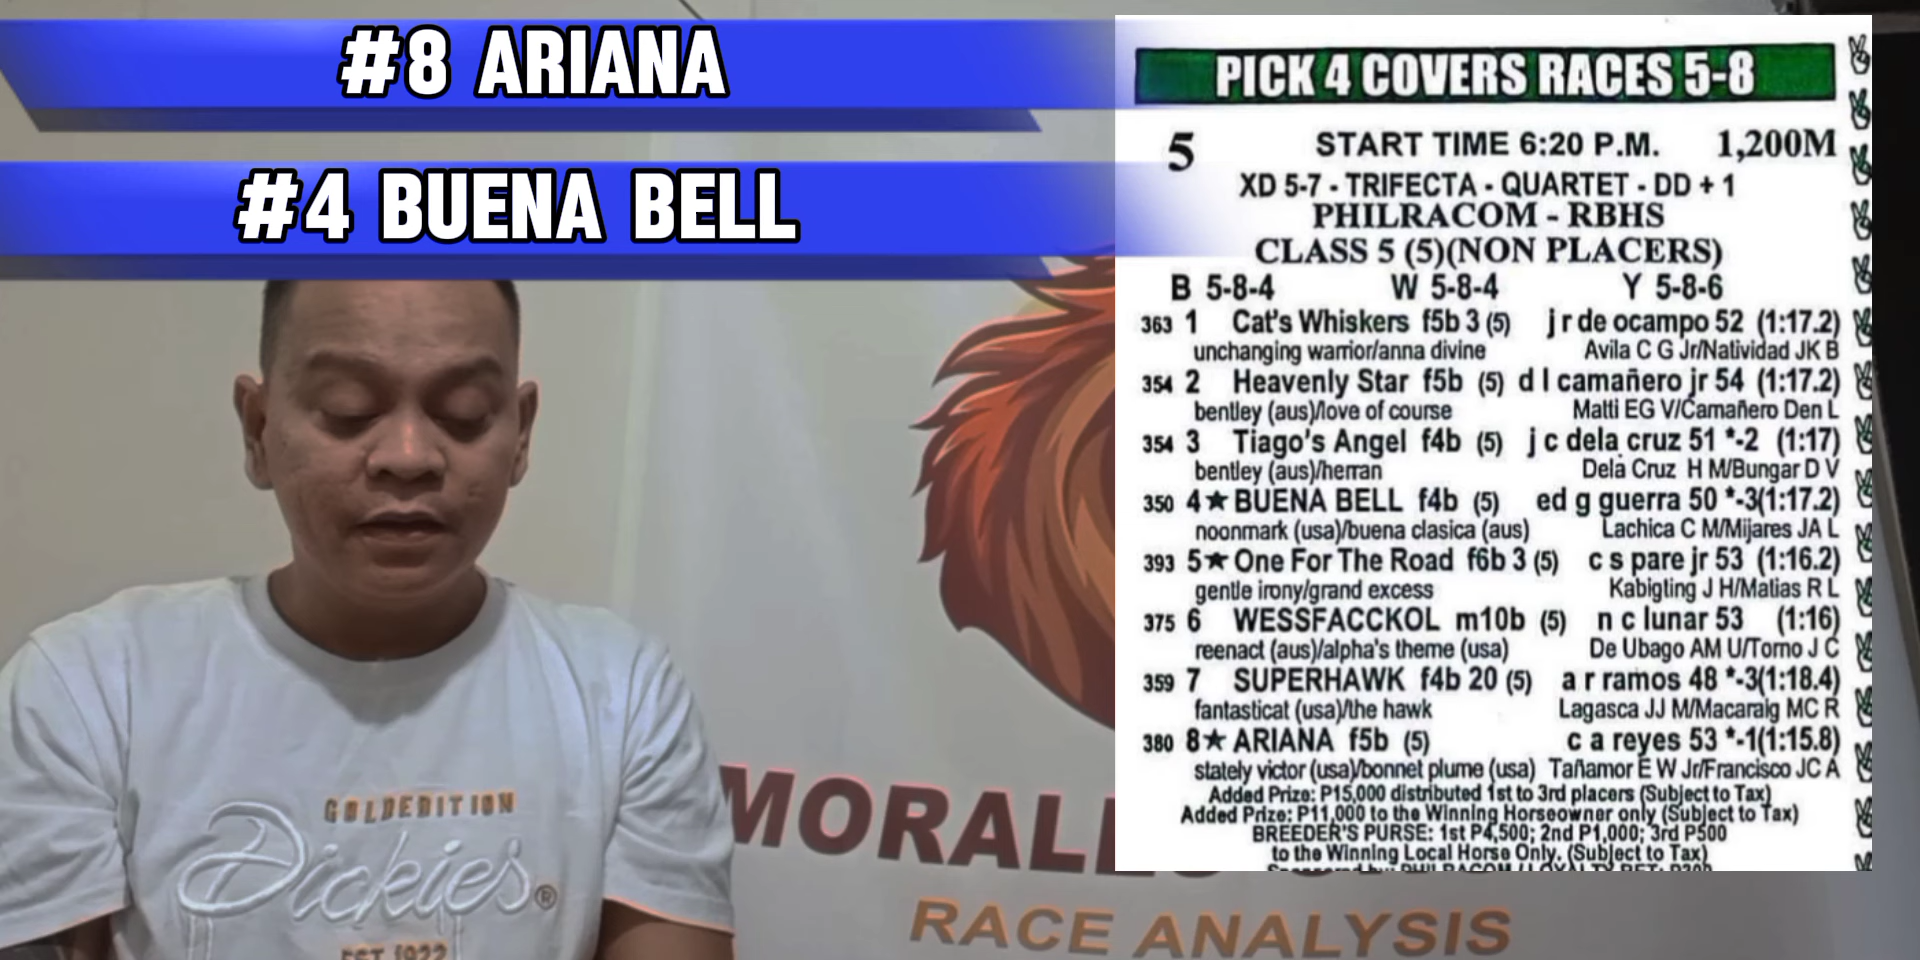 #8 ARIANA
#4 BUENA BELL
PICK 4 COVERS RACES 5-8
5 START TIME 6:20 P.M. 1,200M
XD 5-7 - TRIFECTA - QUARTET - DD + 1
PHILRACOM - RBHS
CLASS 5 (5)(NON PLACERS)
B 5-8-4 W 5-8-4 Y 5-8-6
363 1 Cat's Whiskers f5b 3 (5) j r de ocampo 52 (1:17.2)
unchanging warrior/anna divine Avila C G Jr/Natividad JK B
354 2 Heavenly Star f5b (5) d l camañero jr 54 (1:17.2)
bentley (aus)/love of course Matti EG V/Camañero Den L
354 3 Tiago's Angel f4b (5) j c dela cruz 51 *-2 (1:17)
bentley (aus)/herran Dela Cruz H M/Bungar D V
350 4★ BUENA BELL f4b (5) ed g guerra 50 *-3(1:17.2)
noonmark (usa)/buena clasica (aus) Lachica C M/Mijares JA L
393 5★ One For The Road f6b 3 (5) c s pare jr 53 (1:16.2)
gentle irony/grand excess Kabigting J H/Matias R L
375 6 WESSFACCKOL m10b (5) n c lunar 53 (1:16)
reenact (aus)/alpha's theme (usa) De Ubago AM U/Torno J C
359 7 SUPERHAWK f4b 20 (5) a r ramos 48 *-3(1:18.4)
fantasticat (usa)/the hawk Lagasca JJ M/Macaraig MC R
380 8★ ARIANA f5b (5) c a reyes 53 *-1(1:15.8)
stately victor (usa)/bonnet plume (usa) Tañamor E W Jr/Francisco JC A
Added Prize: P15,000 distributed 1st to 3rd placers (Subject to Tax)
Added Prize: P11,000 to the Winning Horseowner only (Subject to Tax)
BREEDER'S PURSE: 1st P4,500; 2nd P1,000; 3rd P500
to the Winning Local Horse Only. (Subject to Tax)
GOLDEDITION
Dickies®
EST 1922
RACE ANALYSIS